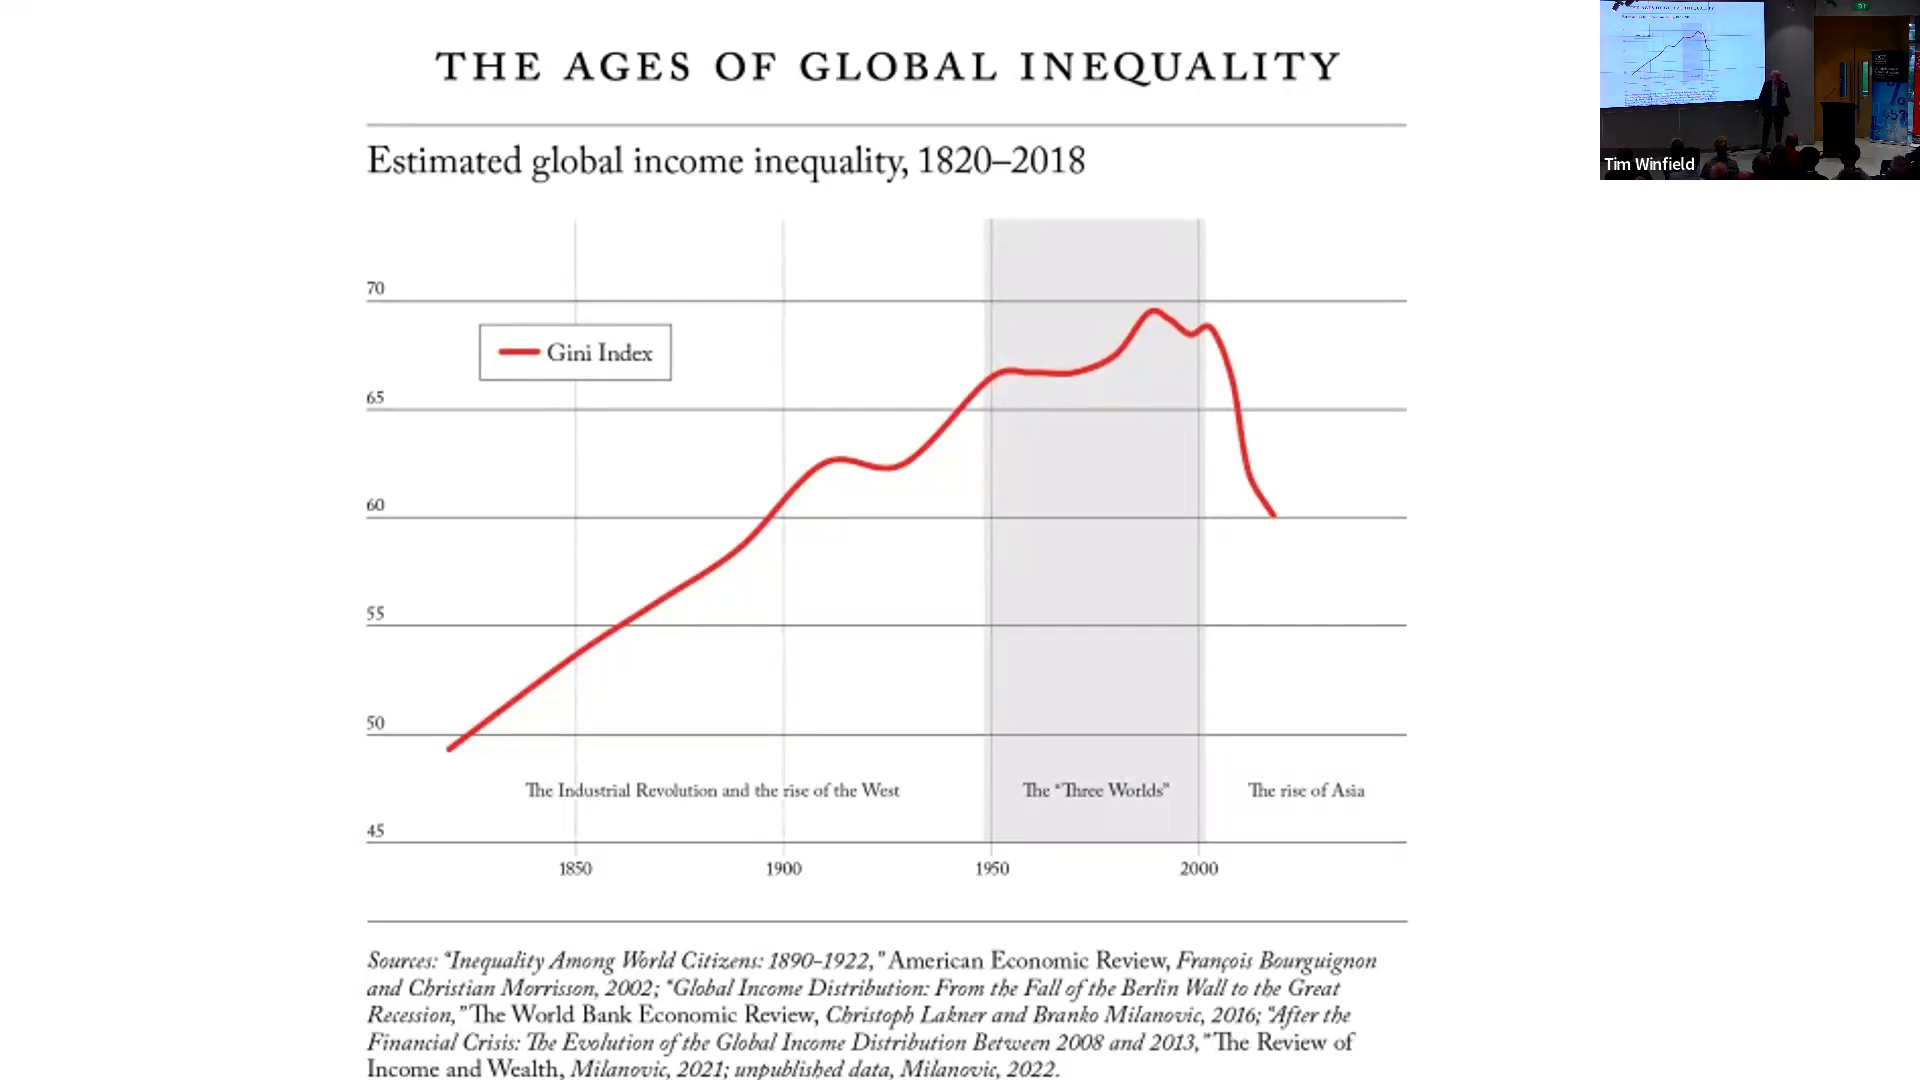 THE AGES OF GLOBAL INEQUALITY
Tim Winfield
Estimated global income inequality, 1820–2018
70
Gini Index
65
60
55
50
The Industrial Revolution and the rise of the West
The "Three Worlds"
The rise of Asia
45
1850
1900
1950
2000
Sources: "Inequality Among World Citizens: 1890–1922," American Economic Review, François Bourguignon
and Christian Morrisson, 2002; "Global Income Distribution: From the Fall of the Berlin Wall to the Great
Recession," The World Bank Economic Review, Christoph Lakner and Branko Milanovic, 2016; "After the
Financial Crisis: The Evolution of the Global Income Distribution Between 2008 and 2013," The Review of
Income and Wealth, Milanovic, 2021; unpublished data, Milanovic, 2022.